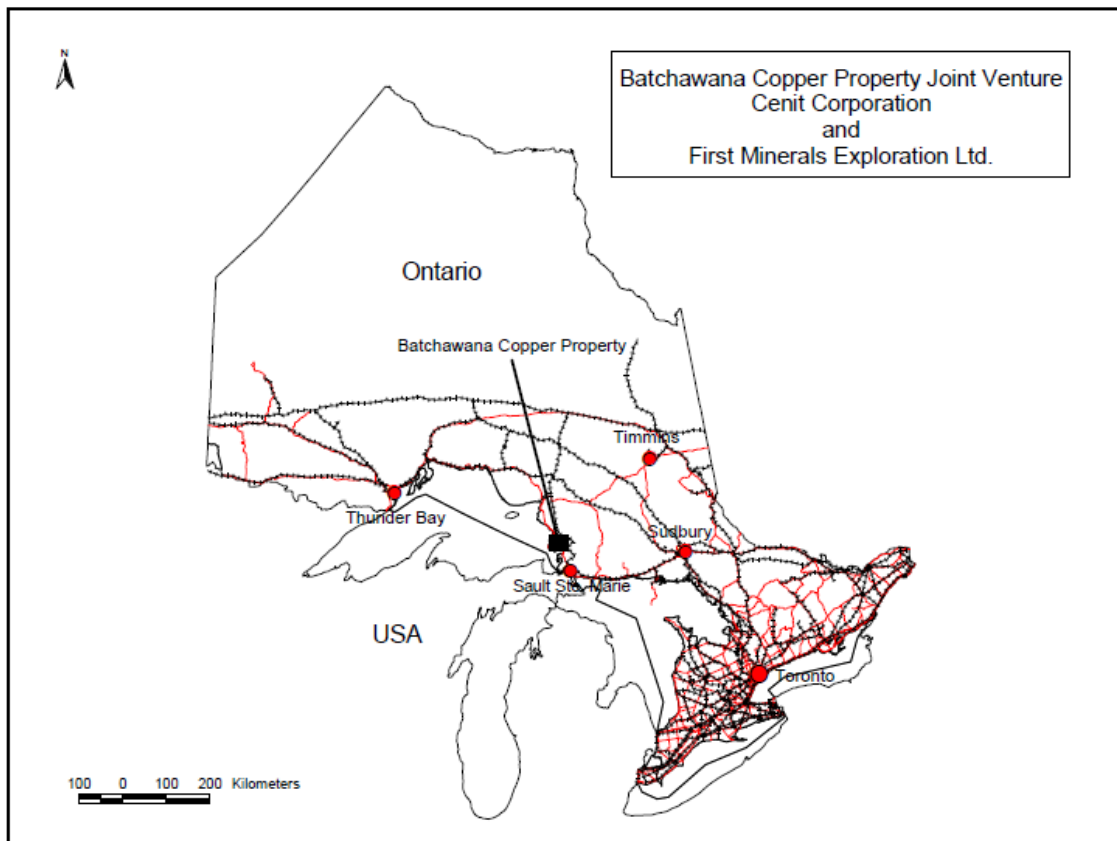 N
Batchawana Copper Property Joint Venture
Cenit Corporation
and
First Minerals Exploration Ltd.
Ontario
Batchawana Copper Property
Timmins
Thunder Bay
Sudbury
Sault Ste. Marie
USA
Toronto
100 0 100 200 Kilometers